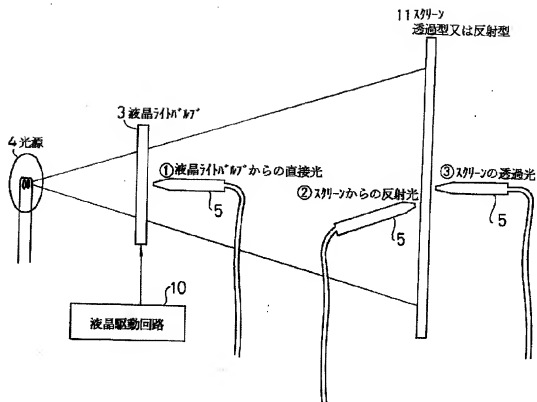 11 スクリーン
透過型又は反射型
3 液晶ライトバルブ
4 光源
①液晶ライトバルブからの直接光
5
②スクリーンからの反射光
5
③スクリーンの透過光
5
10
液晶駆動回路